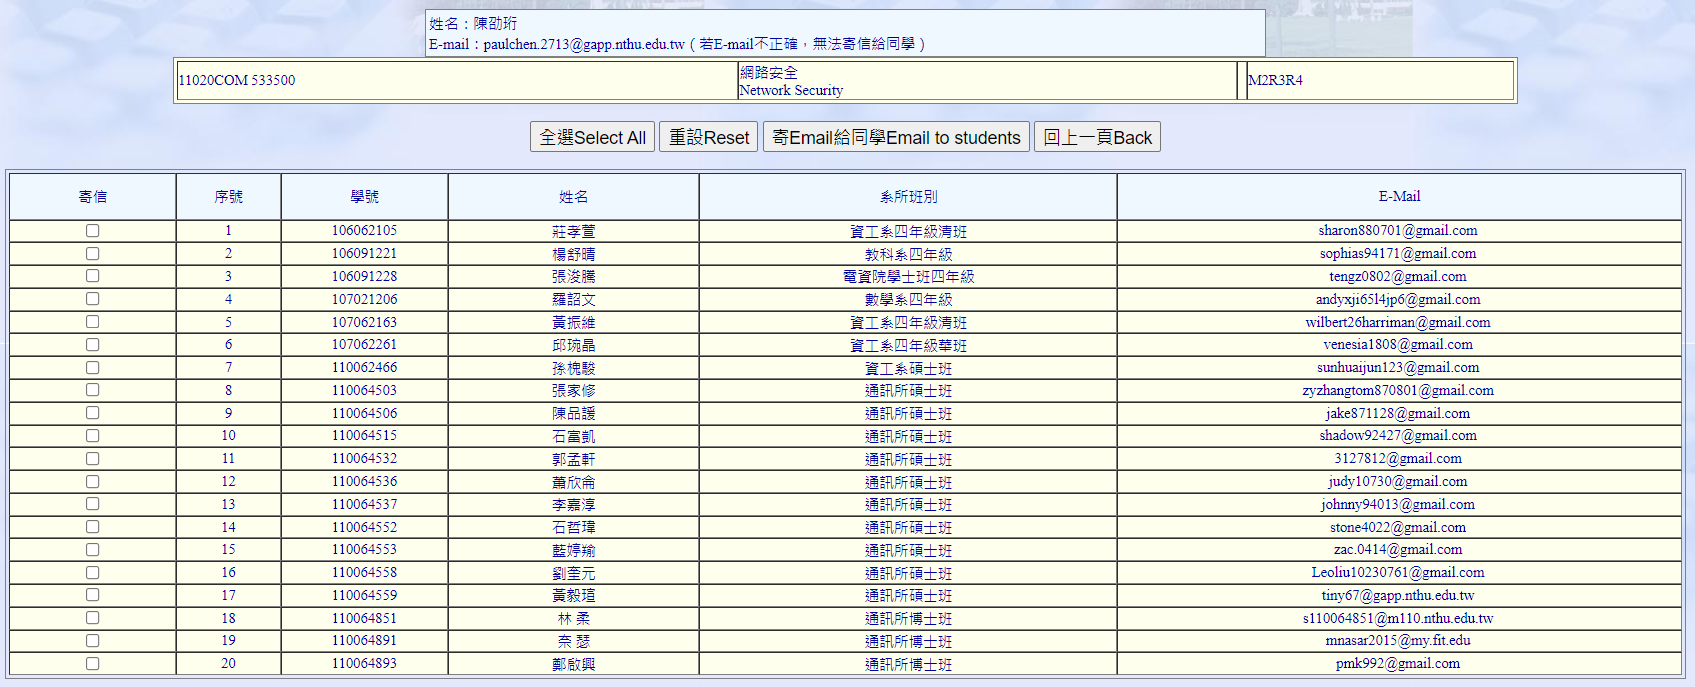 姓名：陳劭珩
E-mail：paulchen.2713@gapp.nthu.edu.tw ( 若E-mail不正確，無法寄信給同學 )
11020COM 533500 網路安全 M2R3R4
Network Security
全選Select All 重設Reset 寄Email給同學Email to students 回上一頁Back
寄信 序號 學號 姓名 系所班別 E-Mail
1 106062105 莊孝萱 資工系四年級清班 sharon880701@gmail.com
2 106091221 楊舒晴 教科系四年級 sophias94171@gmail.com
3 106091228 張浚騰 電資院學士班四年級 tengz0802@gmail.com
4 107021206 羅詔文 數學系四年級 andyxji65l4jp6@gmail.com
5 107062163 黃振維 資工系四年級清班 wilbert26harriman@gmail.com
6 107062261 邱琬晶 資工系四年級華班 venesia1808@gmail.com
7 110062466 孫槐駿 資工系碩士班 sunhuaijun123@gmail.com
8 110064503 張家修 通訊所碩士班 zyzhangtom870801@gmail.com
9 110064506 陳品諼 通訊所碩士班 jake871128@gmail.com
10 110064515 石富凱 通訊所碩士班 shadow92427@gmail.com
11 110064532 郭孟軒 通訊所碩士班 3127812@gmail.com
12 110064536 蕭欣侖 通訊所碩士班 judy10730@gmail.com
13 110064537 李嘉淳 通訊所碩士班 johnny94013@gmail.com
14 110064552 石哲瑋 通訊所碩士班 stone4022@gmail.com
15 110064553 藍婷羭 通訊所碩士班 zac.0414@gmail.com
16 110064558 劉奎元 通訊所碩士班 Leoliu10230761@gmail.com
17 110064559 黃毅瑄 通訊所碩士班 tiny67@gapp.nthu.edu.tw
18 110064851 林 柔 通訊所博士班 s110064851@m110.nthu.edu.tw
19 110064891 奈 瑟 通訊所博士班 mnasar2015@my.fit.edu
20 110064893 鄭啟興 通訊所博士班 pmk992@gmail.com